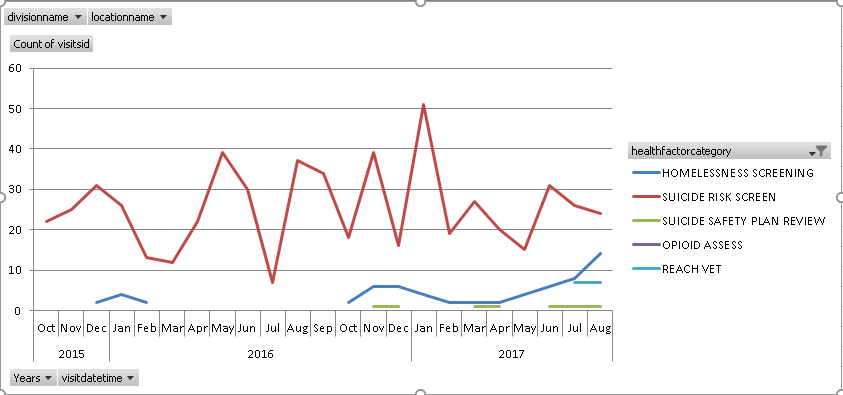 divisionname locationname
Count of visitsid
60
50
40
30
20
10
0
Oct Nov Dec Jan Feb Mar Apr May Jun Jul Aug Sep Oct Nov Dec Jan Feb Mar Apr May Jun Jul Aug
2015 2016 2017
Years visitdatetime
healthfactorcategory
HOMELESSNESS SCREENING
SUICIDE RISK SCREEN
SUICIDE SAFETY PLAN REVIEW
OPIOID ASSESS
REACH VET